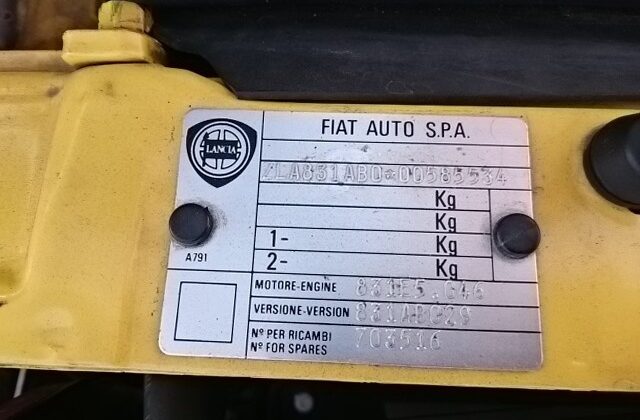 FIAT AUTO S.P.A.
LANCIA
ZLA831AB0*00585534
Kg
Kg
1- Kg
2- Kg
A791
MOTORE-ENGINE 831E5.046
VERSIONE-VERSION 831ABC29
Nº PER RICAMBI
Nº FOR SPARES 703516